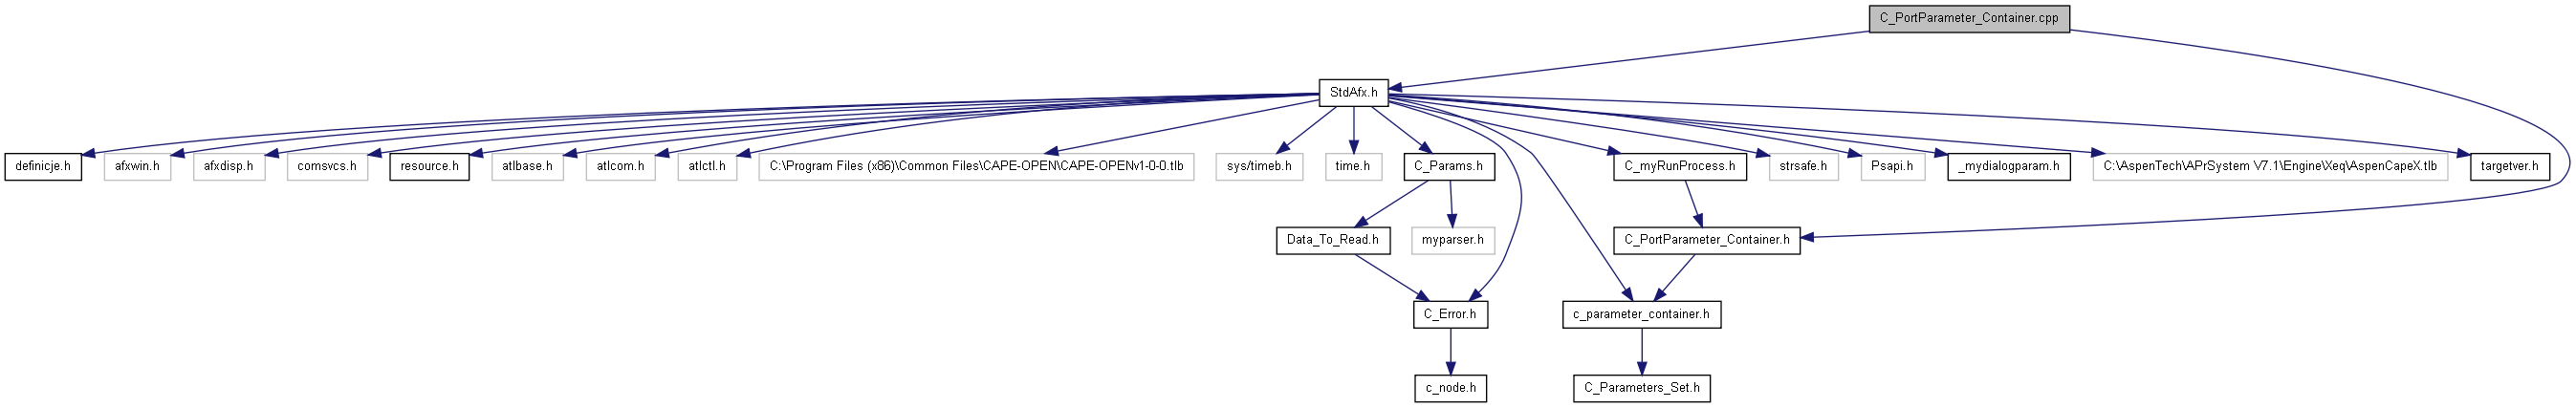 C_PortParameter_Container.cpp
StdAfx.h
definicje.h
afxwin.h
afxdisp.h
comsvcs.h
resource.h
atlbase.h
atlcom.h
atlctl.h
C:\Program Files (x86)\Common Files\CAPE-OPEN\CAPE-OPENv1-0-0.tlb
sys/timeb.h
time.h
C_Params.h
C_myRunProcess.h
strsafe.h
Psapi.h
_mydialogparam.h
C:\AspenTech\APrSystem V7.1\Engine\Xeq\AspenCapeX.tlb
targetver.h
Data_To_Read.h
myparser.h
C_PortParameter_Container.h
C_Error.h
c_parameter_container.h
c_node.h
C_Parameters_Set.h